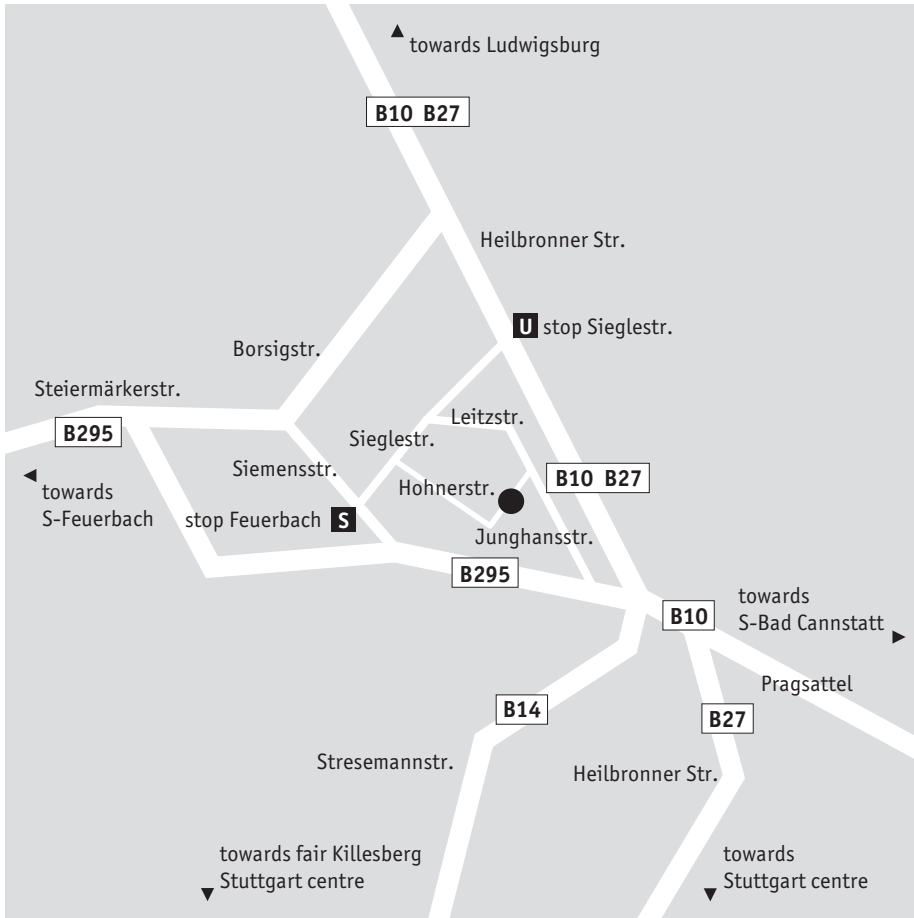 towards Ludwigsburg
B10 B27
Heilbronner Str.
U stop Sieglestr.
Borsigstr.
Steiermärkerstr.
B295
Leitzstr.
Sieglestr.
Siemensstr.
B10 B27
towards
S-Feuerbach
Hohnerstr.
stop Feuerbach S
Junghansstr.
B295
towards
S-Bad Cannstatt
B10
Pragsattel
B14
B27
Stresemannstr.
Heilbronner Str.
towards fair Killesberg
Stuttgart centre
towards
Stuttgart centre